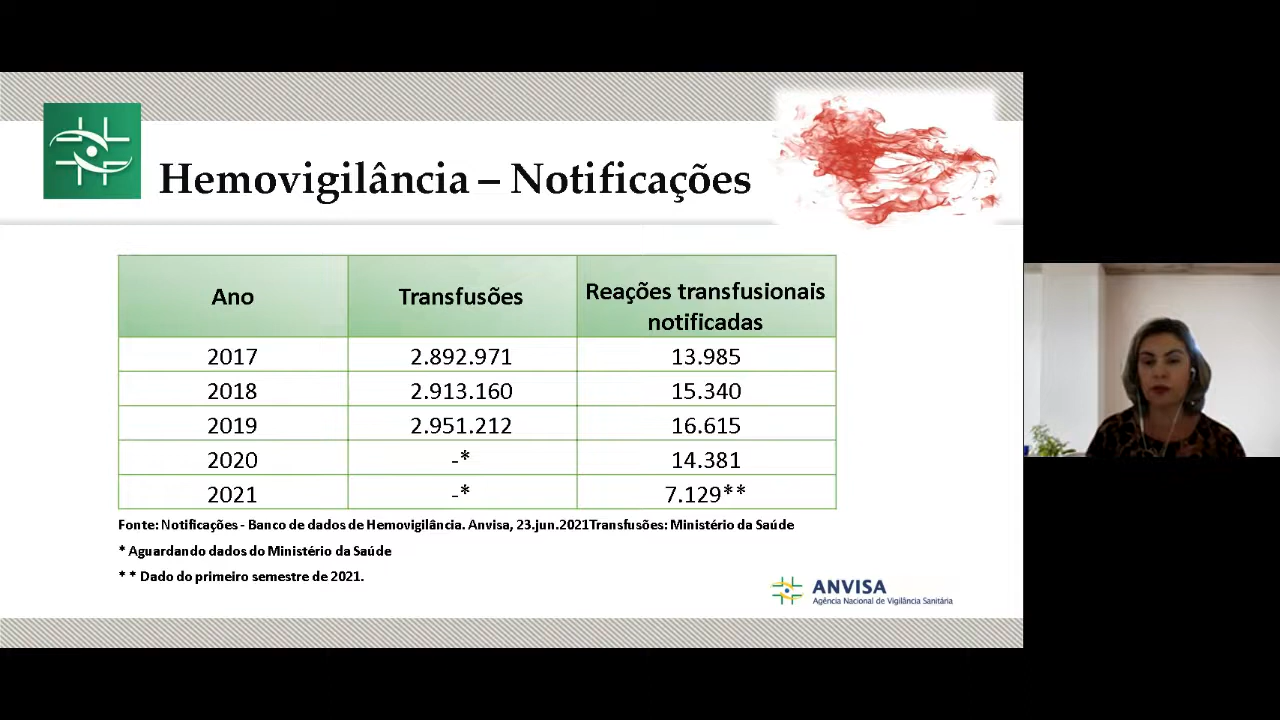 Hemovigilância – Notificações
Ano Transfusões Reações transfusionais notificadas
2017 2.892.971 13.985
2018 2.913.160 15.340
2019 2.951.212 16.615
2020 -* 14.381
2021 -* 7.129**
Fonte: Notificações - Banco de dados de Hemovigilância. Anvisa, 23.jun.2021Transfusões: Ministério da Saúde
* Aguardando dados do Ministério da Saúde
* * Dado do primeiro semestre de 2021.
ANVISA
Agência Nacional de Vigilância Sanitária